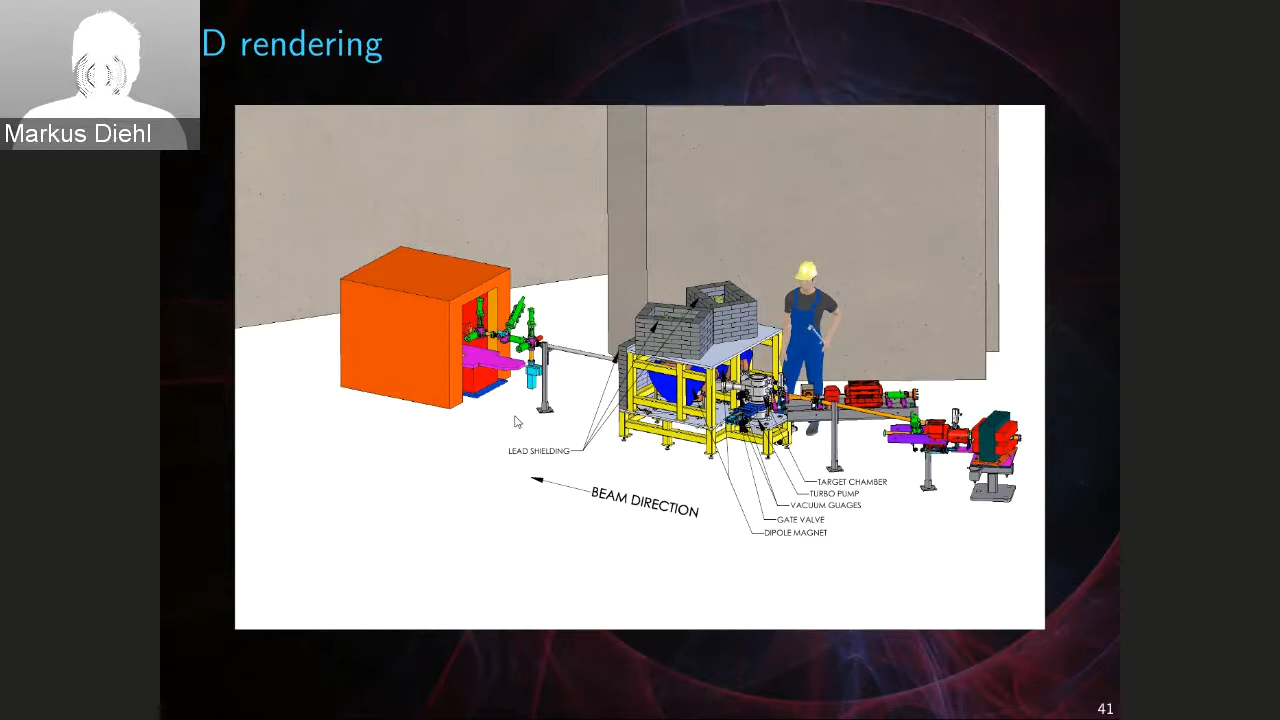 D rendering
Markus Diehl
LEAD SHIELDING
BEAM DIRECTION
TARGET CHAMBER
TURBO PUMP
VACUUM GUAGES
GATE VALVE
DIPOLE MAGNET
41